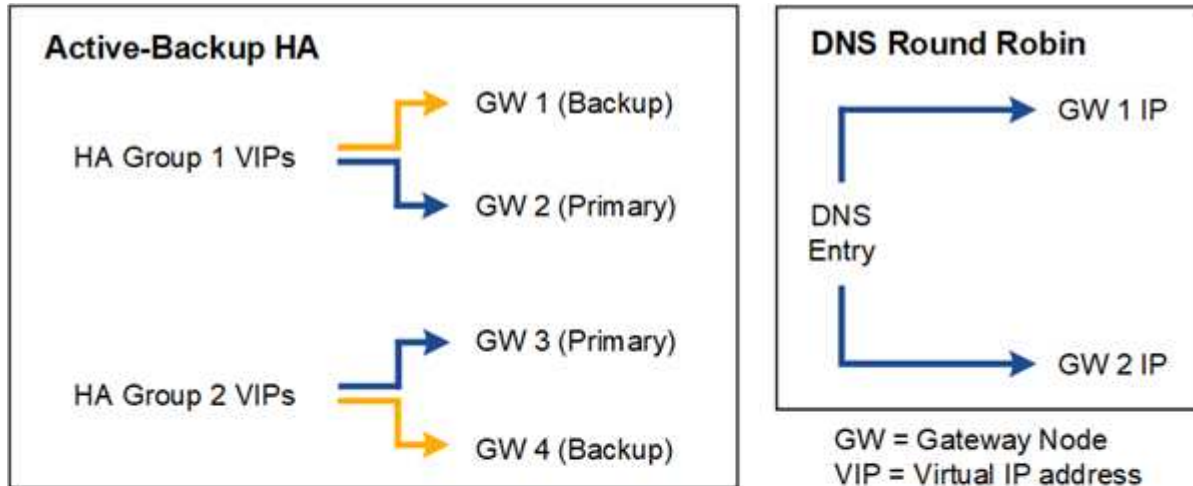 Active-Backup HA
GW 1 (Backup)
HA Group 1 VIPs
GW 2 (Primary)
GW 3 (Primary)
HA Group 2 VIPs
GW 4 (Backup)
DNS Round Robin
GW 1 IP
DNS
Entry
GW 2 IP
GW = Gateway Node
VIP = Virtual IP address